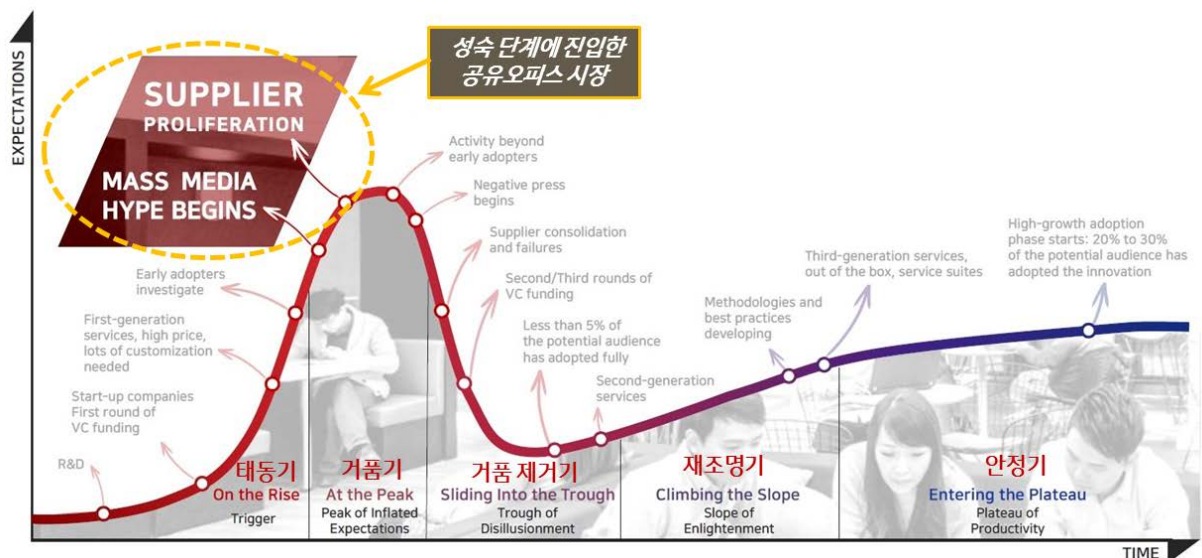 EXPECTATIONS
성숙 단계에 진입한
공유오피스 시장
SUPPLIER
PROLIFERATION
MASS MEDIA
HYPE BEGINS
Activity beyond
early adopters
Negative press
begins
Supplier consolidation
and failures
Early adopters
investigate
First-generation
services, high price,
lots of customization
needed
Start-up companies
First round of
VC funding
R&D
Second/Third rounds of
VC funding
Less than 5% of
the potential audience
has adopted fully
Second-generation
services
Methodologies and
best practices
developing
Third-generation services,
out of the box, service suites
High-growth adoption
phase starts: 20% to 30%
of the potential audience has
adopted the innovation
태동기
On the Rise
Trigger
거품기
At the Peak
Peak of Inflated
Expectations
거품 제거기
Sliding Into the Trough
Trough of
Disillusionment
재조명기
Climbing the Slope
Slope of
Enlightenment
안정기
Entering the Plateau
Plateau of
Productivity
TIME